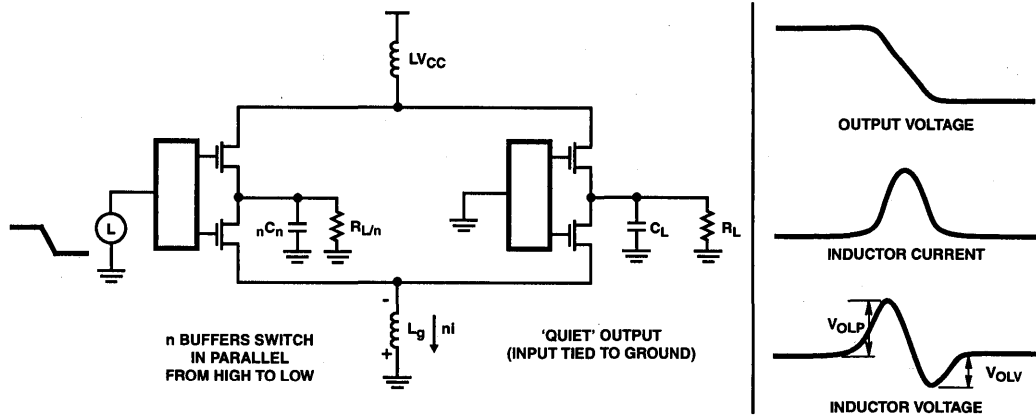 LVCC
L
nCn
RL/n
CL
RL
-
Lg
+
ni
n BUFFERS SWITCH
IN PARALLEL
FROM HIGH TO LOW
'QUIET' OUTPUT
(INPUT TIED TO GROUND)
OUTPUT VOLTAGE
INDUCTOR CURRENT
VOLP
VOLV
INDUCTOR VOLTAGE